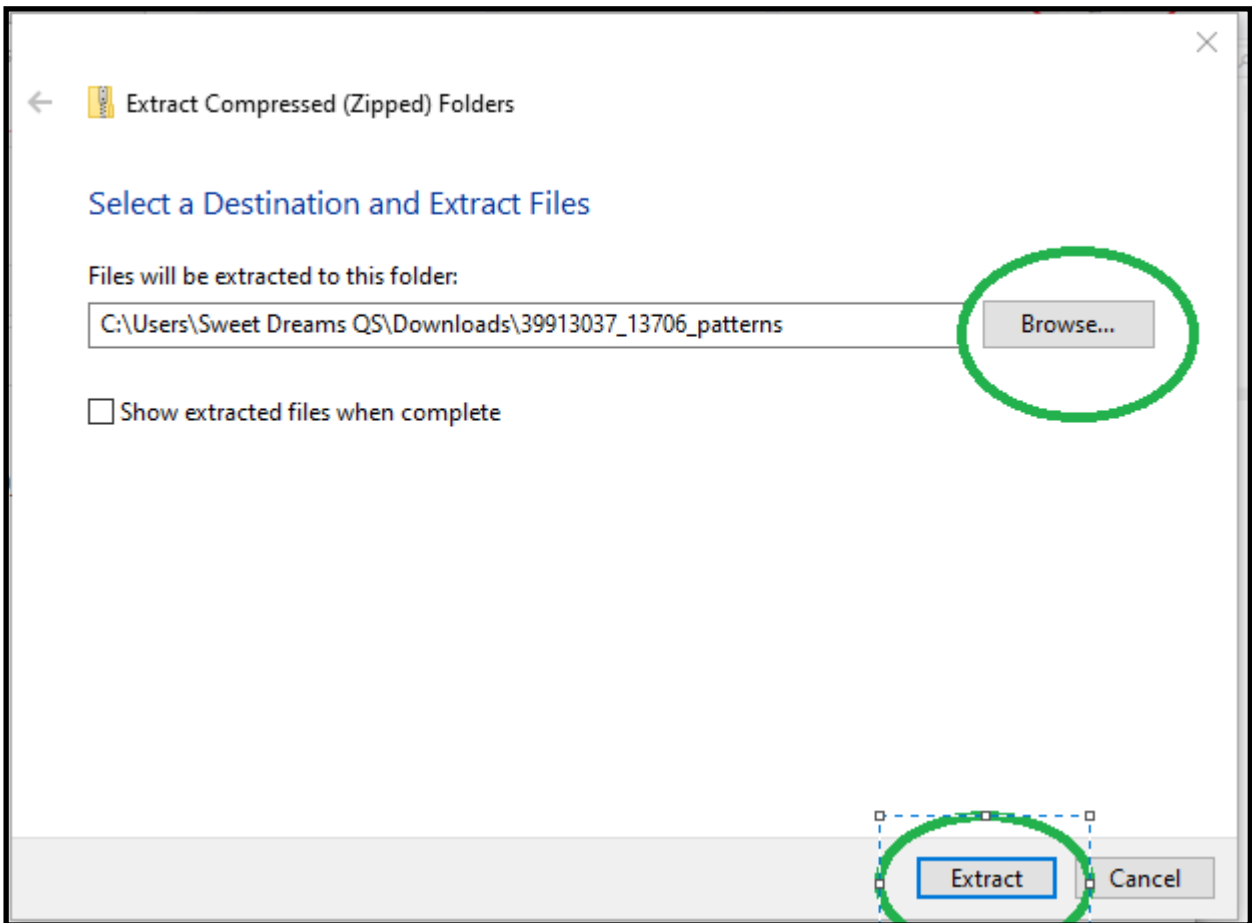 Extract Compressed (Zipped) Folders
Select a Destination and Extract Files
Files will be extracted to this folder:
C:\Users\Sweet Dreams QS\Downloads\39913037_13706_patterns
Browse...
Show extracted files when complete
Extract
Cancel